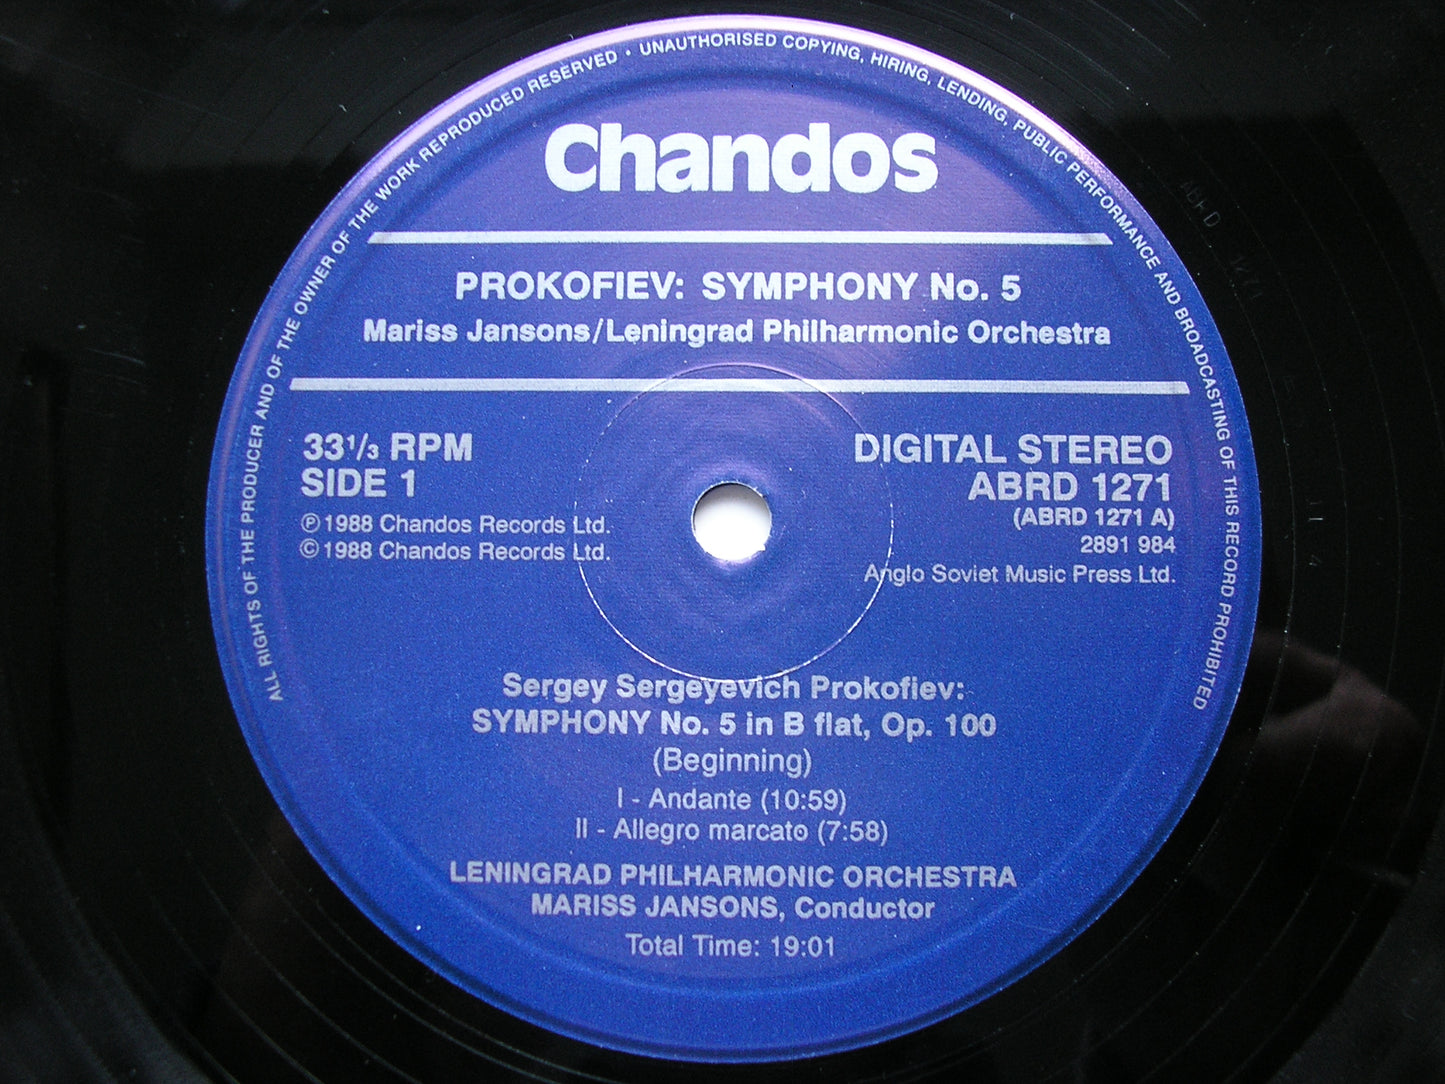 ALL RIGHTS OF THE PRODUCER AND OF THE OWNER OF THE WORK REPRODUCED RESERVED · UNAUTHORISED COPYING, HIRING, LENDING, PUBLIC PERFORMANCE AND BROADCASTING OF THIS RECORD PROHIBITED
Chandos
PROKOFIEV: SYMPHONY No. 5
Mariss Jansons/Leningrad Philharmonic Orchestra
33 1/3 RPM
SIDE 1
℗ 1988 Chandos Records Ltd.
© 1988 Chandos Records Ltd.
DIGITAL STEREO
ABRD 1271
(ABRD 1271 A)
2891 984
Anglo Soviet Music Press Ltd.
Sergey Sergeyevich Prokofiev:
SYMPHONY No. 5 in B flat, Op. 100
(Beginning)
I - Andante (10:59)
II - Allegro marcato (7:58)
LENINGRAD PHILHARMONIC ORCHESTRA
MARISS JANSONS, Conductor
Total Time: 19:01
ABRD 1271